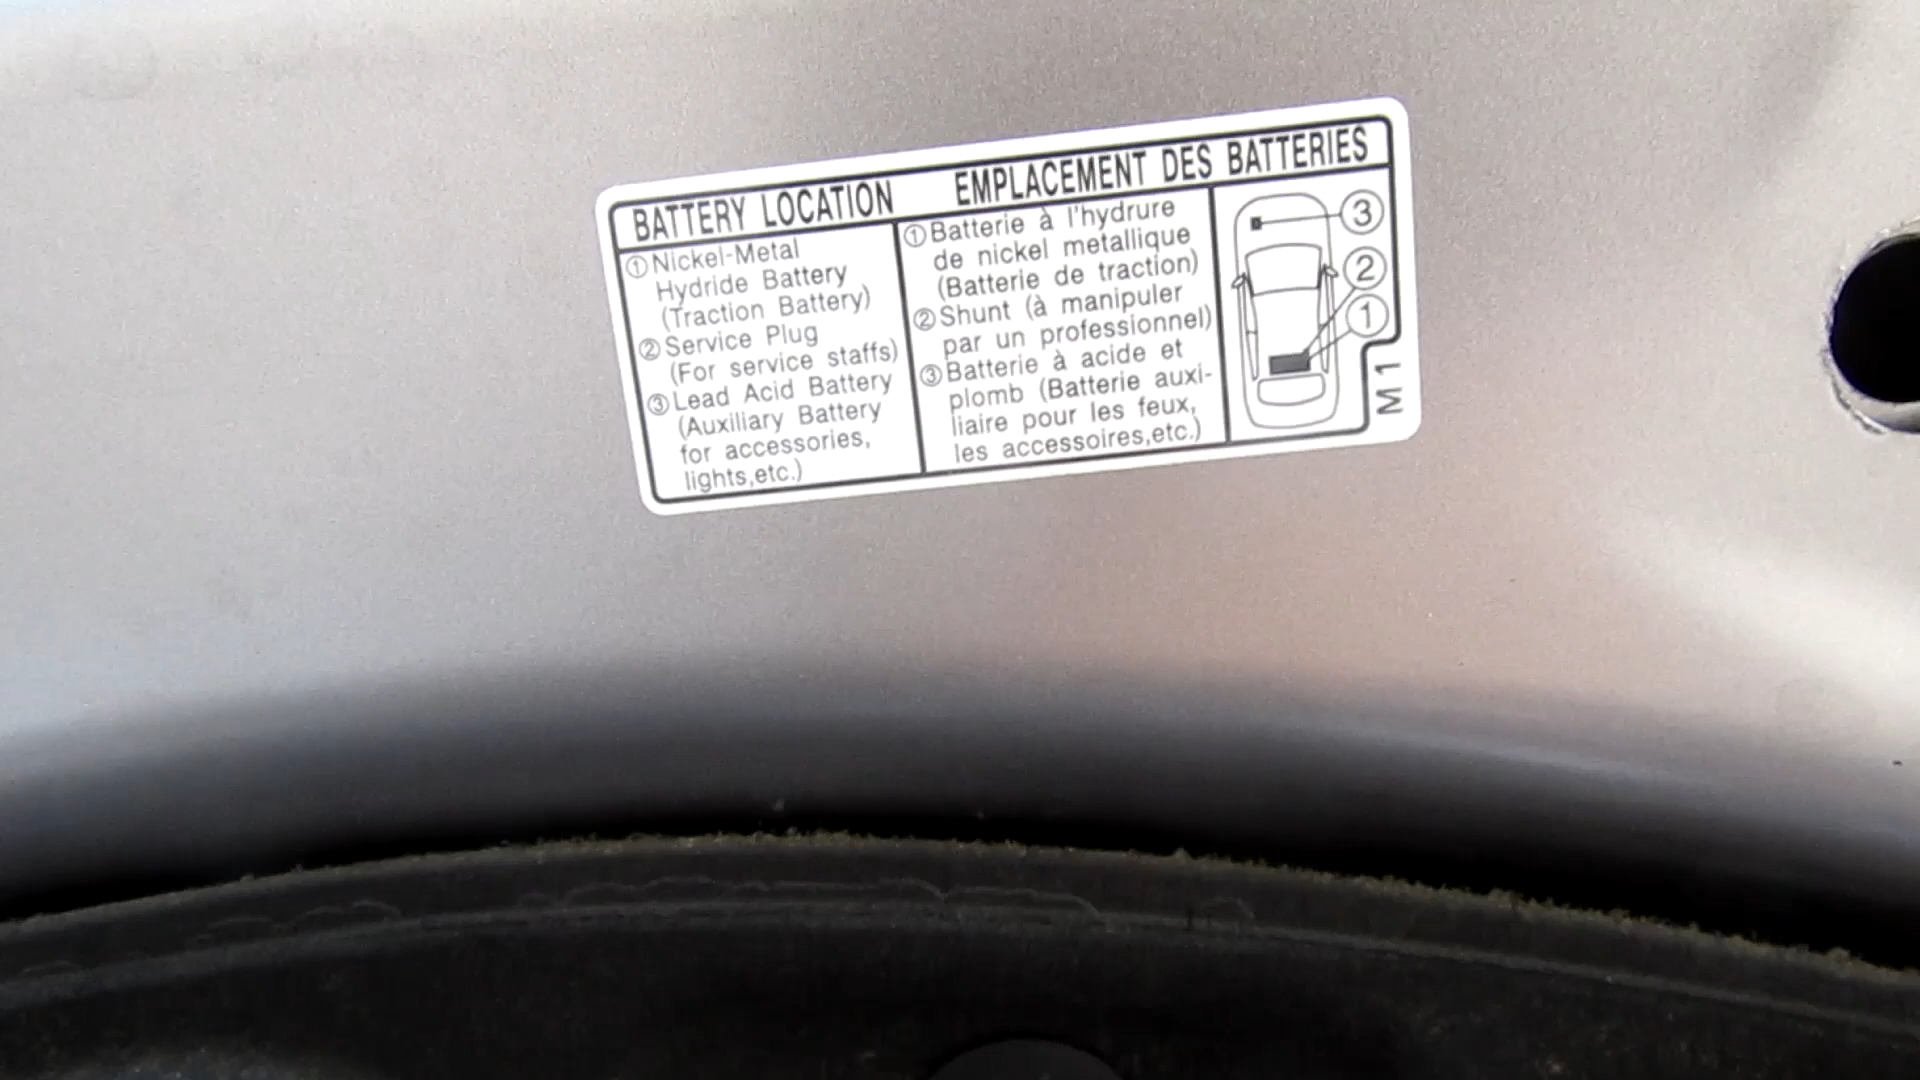 BATTERY LOCATION EMPLACEMENT DES BATTERIES
①Nickel-Metal
Hydride Battery
(Traction Battery)
②Service Plug
(For service staffs)
③Lead Acid Battery
(Auxiliary Battery
for accessories,
lights,etc.)
①Batterie à l'hydrure
de nickel metallique
(Batterie de traction)
②Shunt (à manipuler
par un professionnel)
③Batterie à acide et
plomb (Batterie auxi-
liaire pour les feux,
les accessoires,etc.)
③
②
①
M1